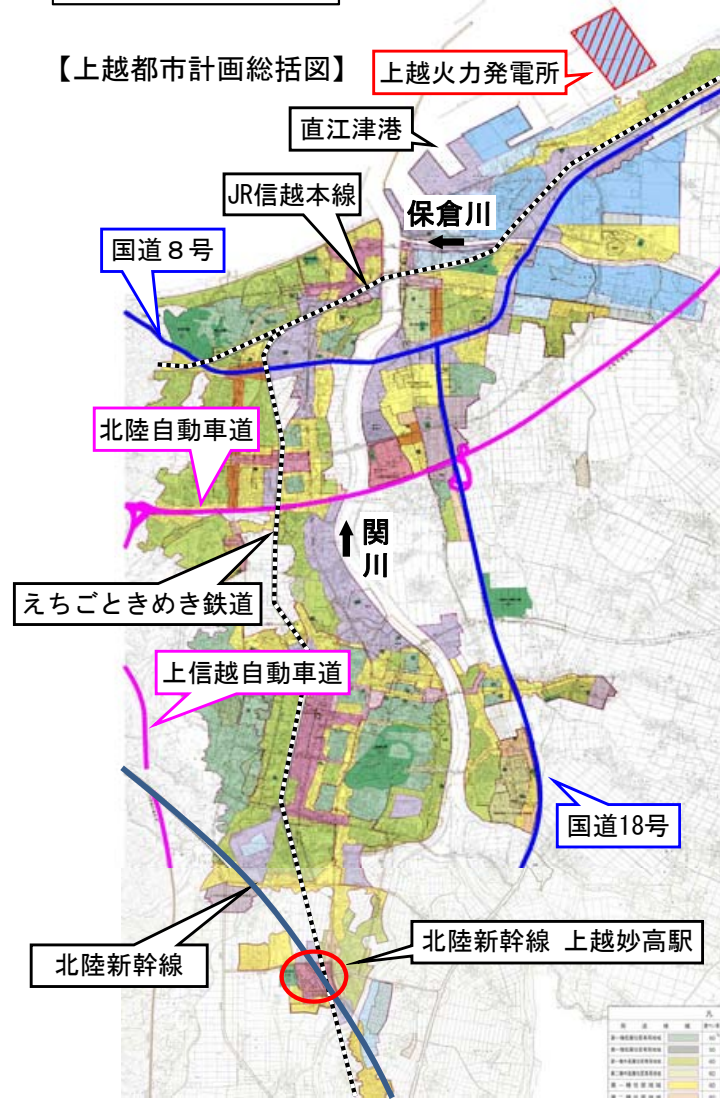 【上越都市計画総括図】
上越火力発電所
直江津港
JR信越本線
保倉川
国道８号
北陸自動車道
関川
えちごときめき鉄道
上信越自動車道
国道18号
北陸新幹線 上越妙高駅
北陸新幹線
凡